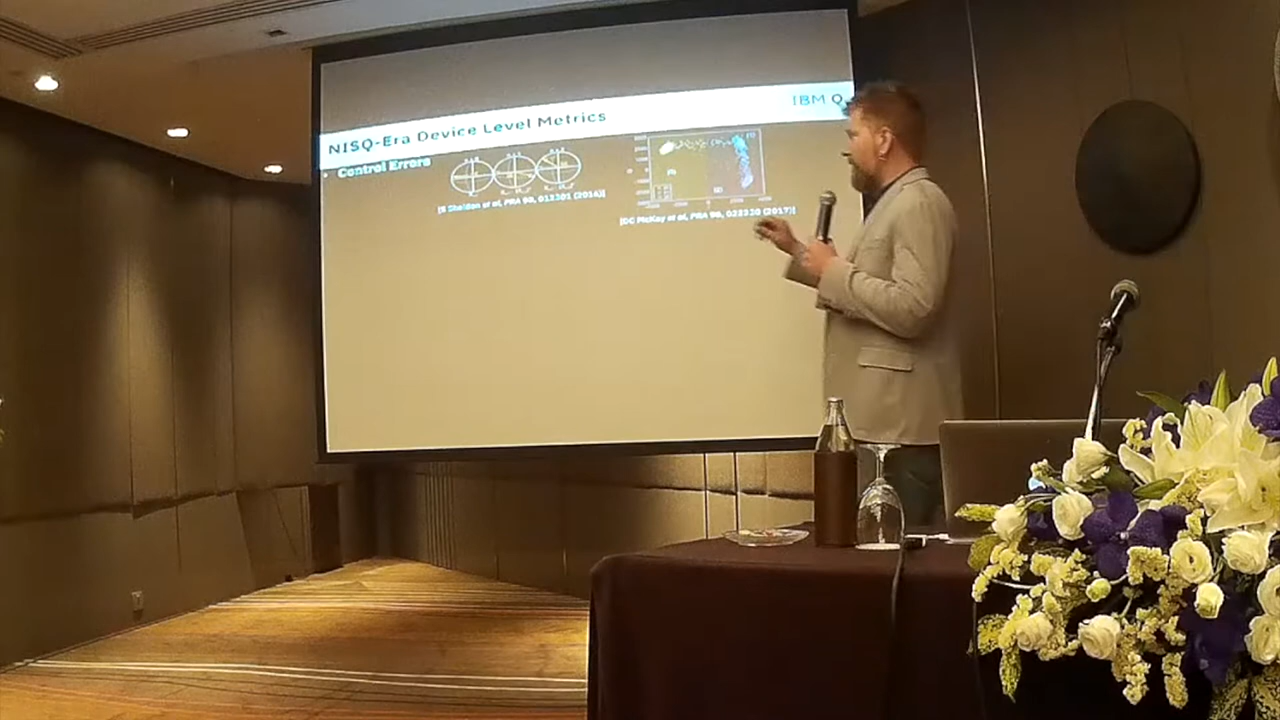 IBM Q
NISQ-Era Device Level Metrics
• Control Errors
[S Sheldon et al, PRA 93, 012301 (2016)]
[DC McKay et al, PRA 96, 022330 (2017)]